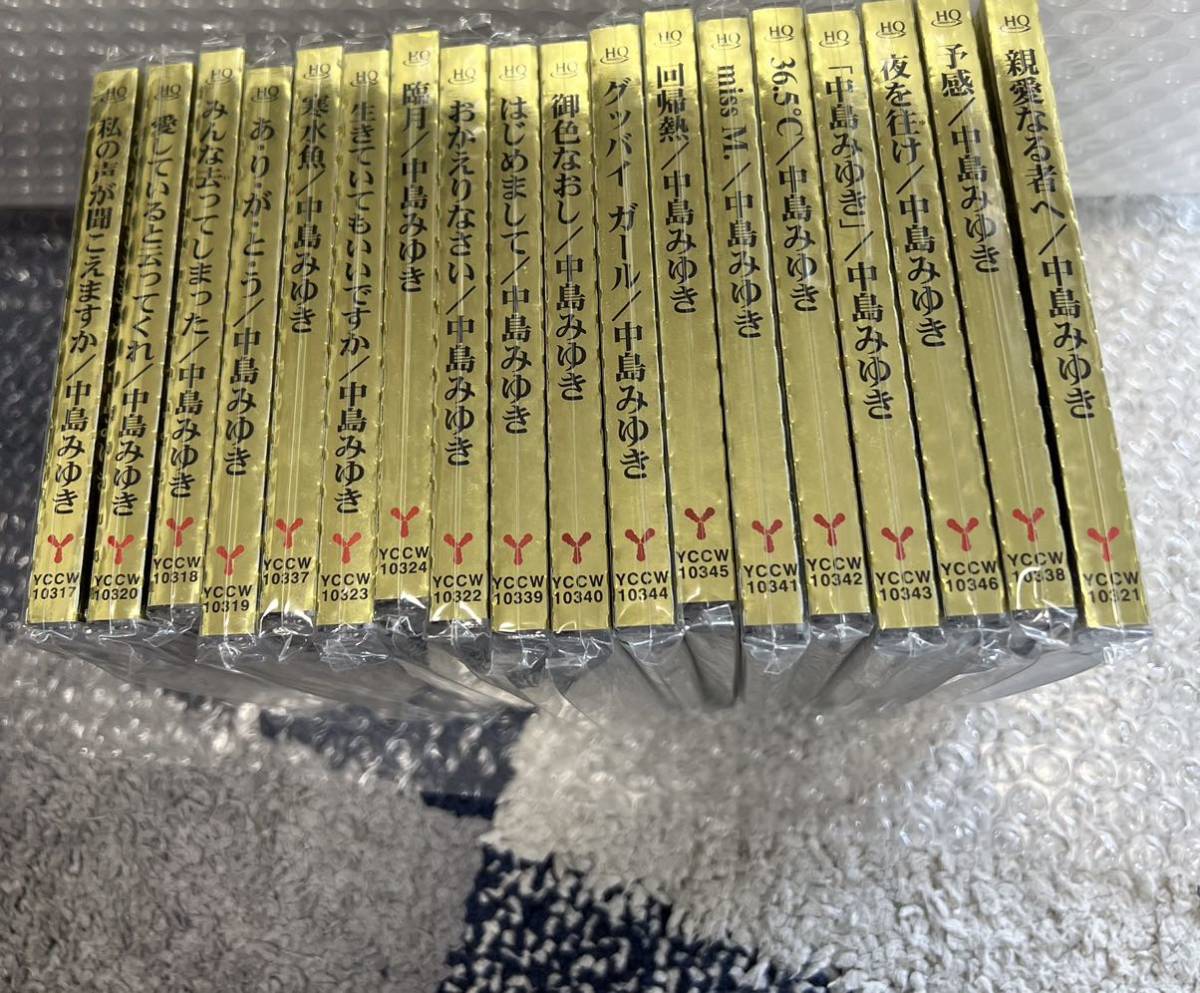 HQ
私の声が聞こえますか/中島みゆき
YCCW
10317
HQ
愛していると云ってくれ/中島みゆき
YCCW
10320
HQ
みんな去ってしまった/中島みゆき
YCCW
10318
HQ
あ・り・が・とう/中島みゆき
YCCW
10319
HQ
寒水魚/中島みゆき
YCCW
10337
HQ
生きていてもいいですか/中島みゆき
YCCW
10323
HQ
臨月/中島みゆき
YCCW
10324
HQ
おかえりなさい/中島みゆき
YCCW
10322
HQ
はじめまして/中島みゆき
YCCW
10339
HQ
御色なおし/中島みゆき
YCCW
10340
HQ
グッバイ ガール/中島みゆき
YCCW
10344
HQ
回帰熱/中島みゆき
YCCW
10345
HQ
miss M./中島みゆき
YCCW
10341
HQ
36.5℃/中島みゆき
YCCW
10342
HQ
「中島みゆき」/中島みゆき
YCCW
10343
HQ
夜を往け/中島みゆき
YCCW
10346
HQ
予感/中島みゆき
YCCW
10338
HQ
親愛なる者へ/中島みゆき
YCCW
10321